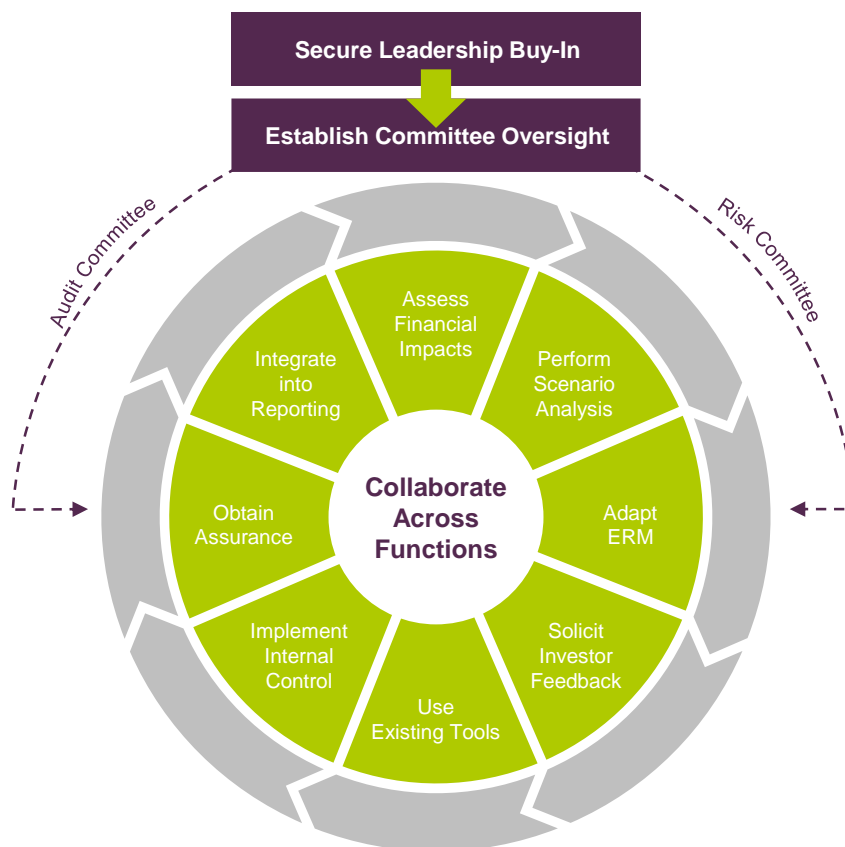 Secure Leadership Buy-In
Establish Committee Oversight
Audit Committee
Risk Committee
Assess
Financial
Impacts
Perform
Scenario
Analysis
Adapt
ERM
Solicit
Investor
Feedback
Use
Existing Tools
Implement
Internal
Control
Obtain
Assurance
Integrate
into
Reporting
Collaborate
Across
Functions